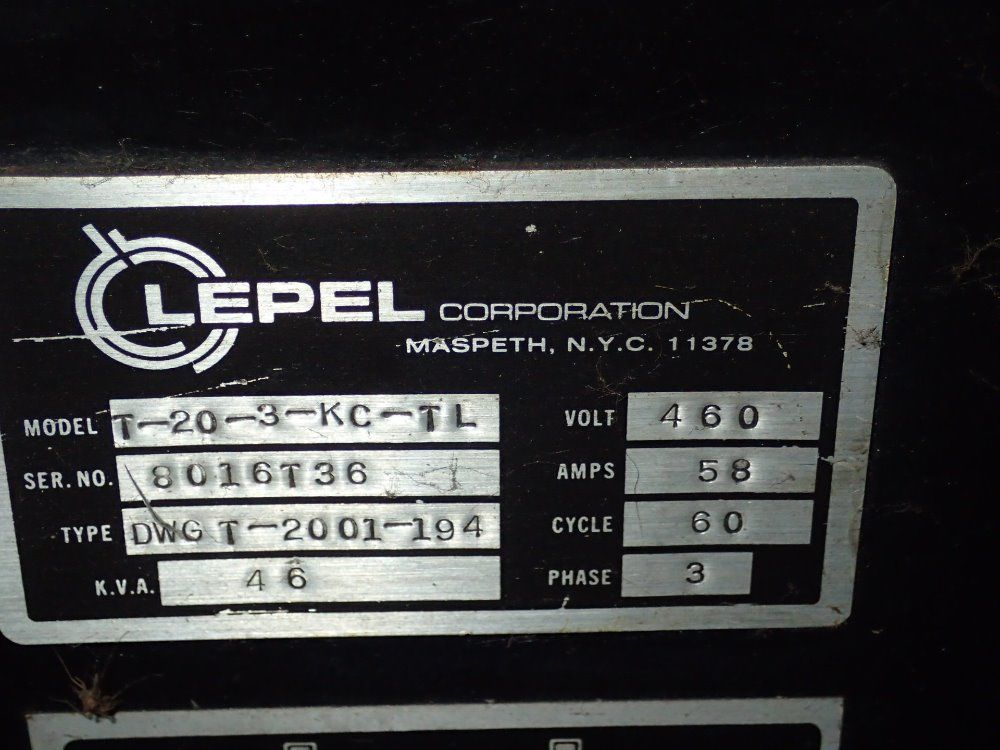 LEPEL CORPORATION
MASPETH, N.Y.C. 11378
MODEL T-20-3-KC-TL VOLT 460
SER. NO. 8016T36 AMPS 58
TYPE DWG T-2001-194 CYCLE 60
K.V.A. 46 PHASE 3